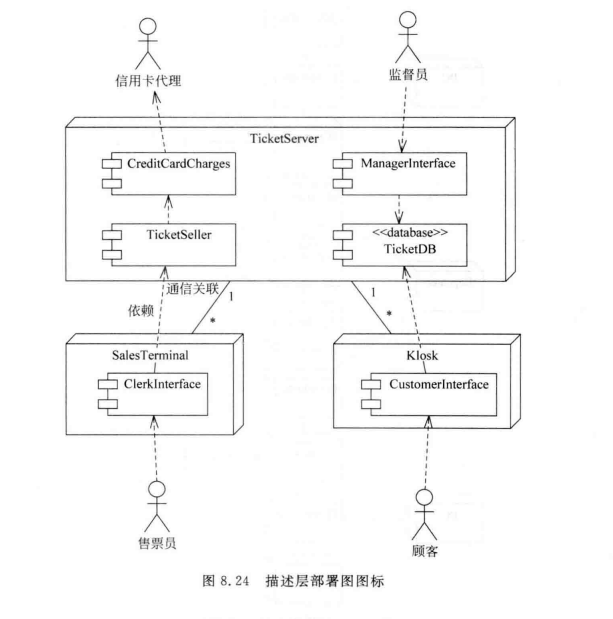 信用卡代理
监督员
TicketServer
CreditCardCharges
ManagerInterface
TicketSeller
<<database>>
TicketDB
通信关联
1
1
依赖
*
*
SalesTerminal
Klosk
ClerkInterface
CustomerInterface
售票员
顾客
图 8.24 描述层部署图图标